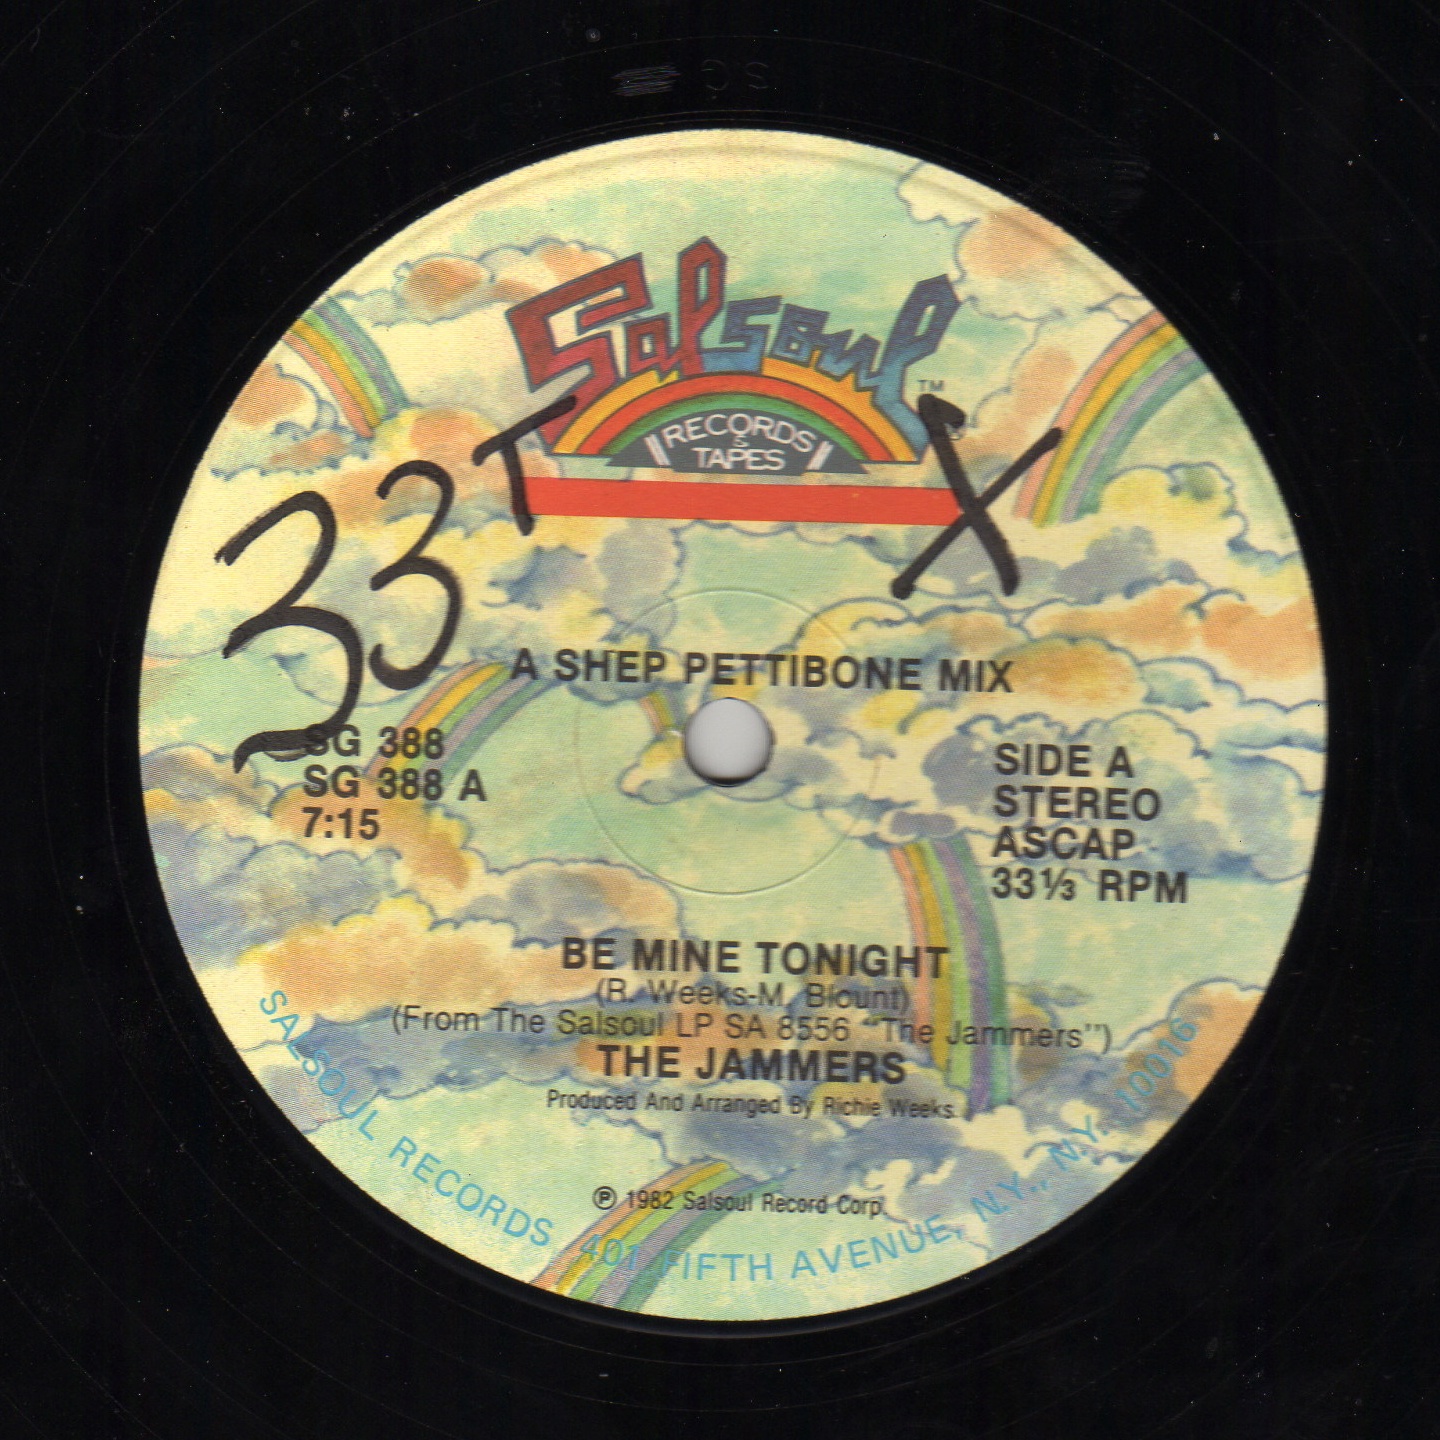 Salsoul
TM
RECORDS
&
TAPES
33T X
A SHEP PETTIBONE MIX
SG 388
SG 388 A
7:15
SIDE A
STEREO
ASCAP
33⅓ RPM
BE MINE TONIGHT
(R. Weeks-M. Blount)
(From The Salsoul LP SA 8556 "The Jammers")
THE JAMMERS
Produced And Arranged By Richie Weeks.
℗ 1982 Salsoul Record Corp.
SALSOUL RECORDS 401 FIFTH AVENUE, N.Y., N.Y. 10016